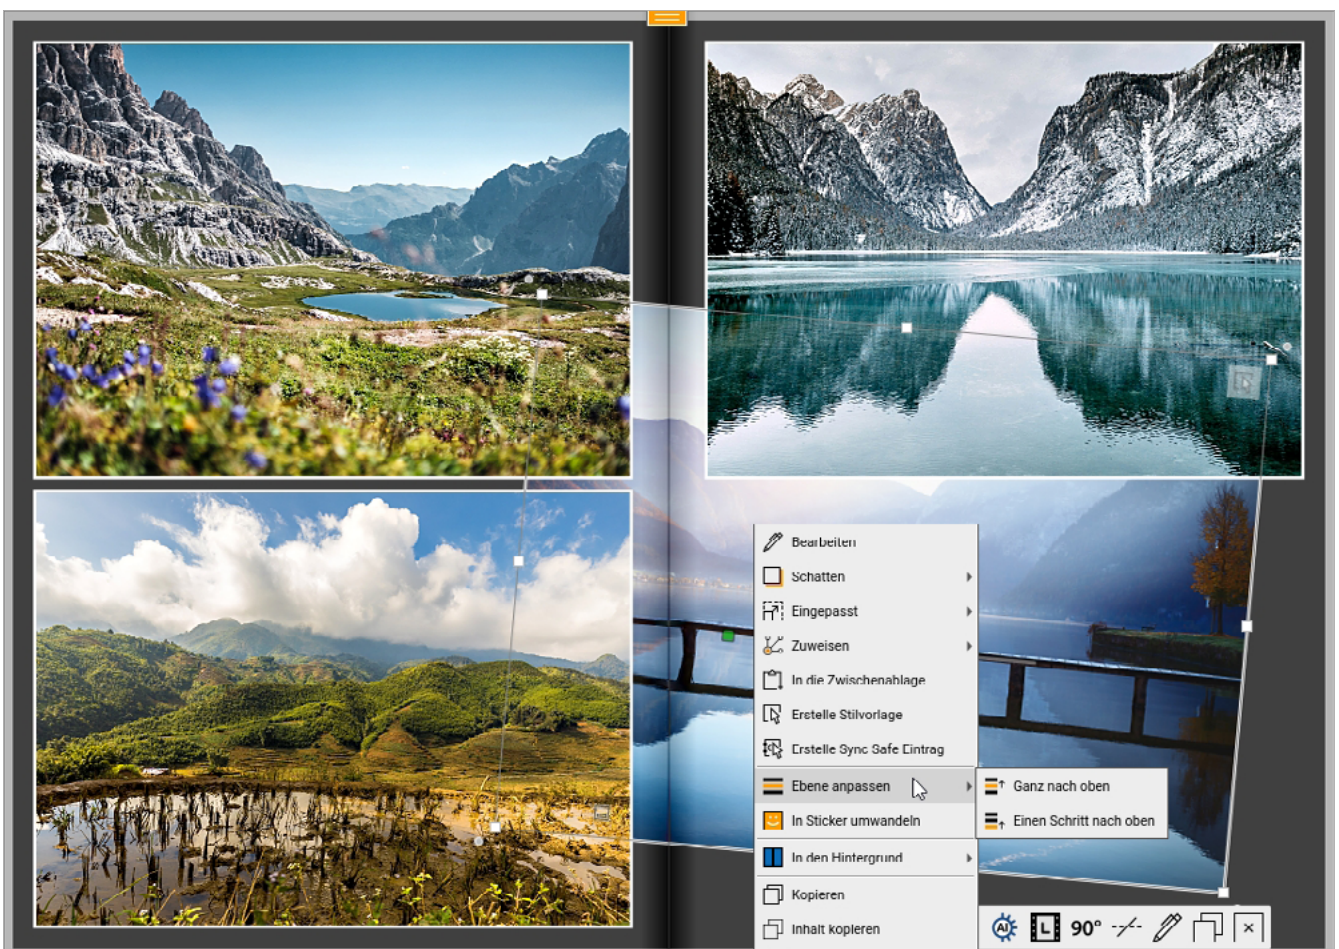 Bearbeiten
Schatten
Eingepasst
Zuweisen
In die Zwischenablage
Erstelle Stilvorlage
Erstelle Sync Safe Eintrag
Ebene anpassen
Ganz nach oben
In Sticker umwandeln
Einen Schritt nach oben
In den Hintergrund
Kopieren
Inhalt kopieren
AI L 90°